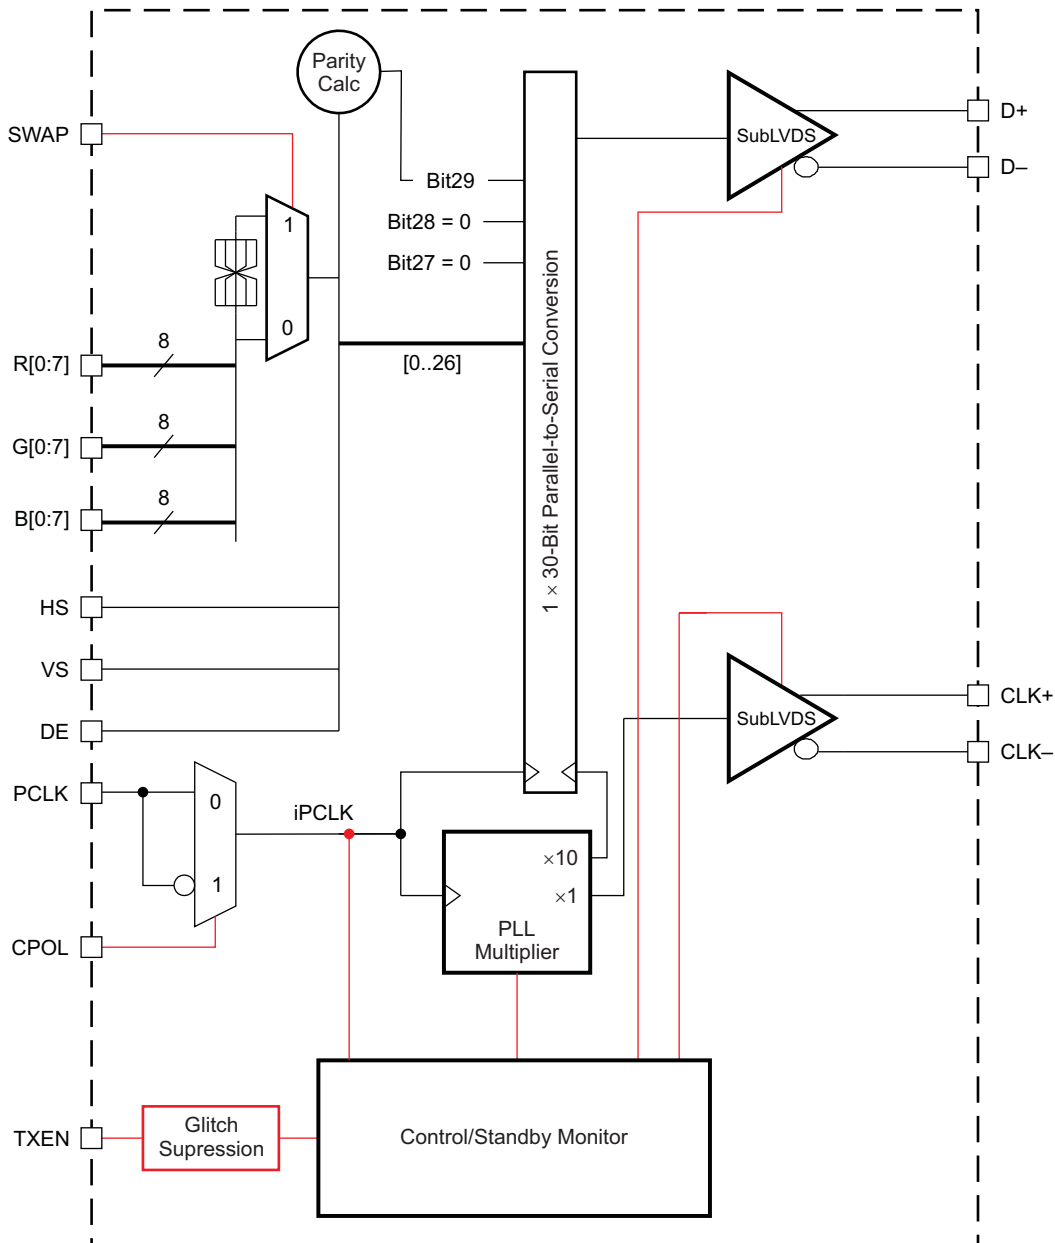 Parity
Calc
SWAP
SubLVDS
D+
D–
Bit29
Bit28 = 0
Bit27 = 0
1
0
8
R[0:7]
[0..26]
8
G[0:7]
8
B[0:7]
1 × 30-Bit Parallel-to-Serial Conversion
HS
VS
DE
SubLVDS
CLK+
CLK–
PCLK
0
1
iPCLK
×10
×1
PLL
Multiplier
CPOL
TXEN
Glitch
Supression
Control/Standby Monitor